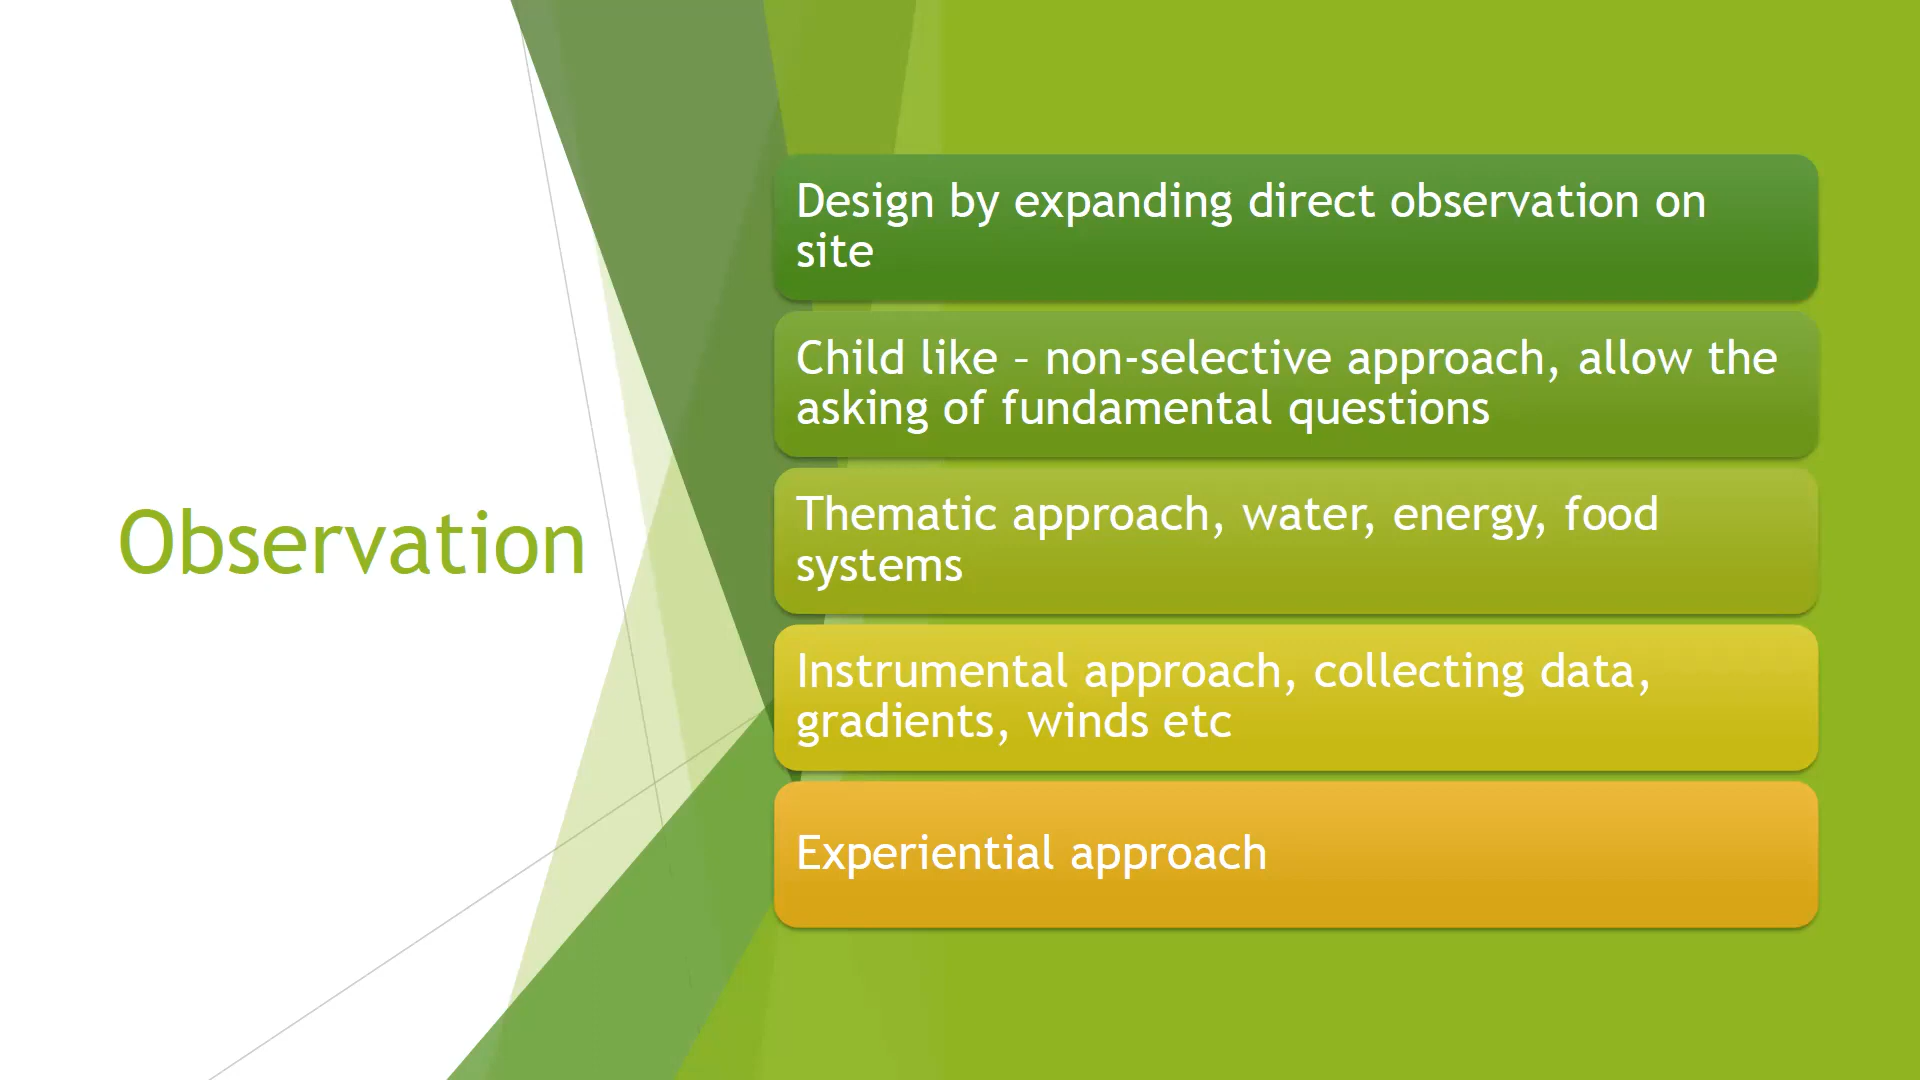 Observation
Design by expanding direct observation on
site
Child like – non-selective approach, allow the
asking of fundamental questions
Thematic approach, water, energy, food
systems
Instrumental approach, collecting data,
gradients, winds etc
Experiential approach